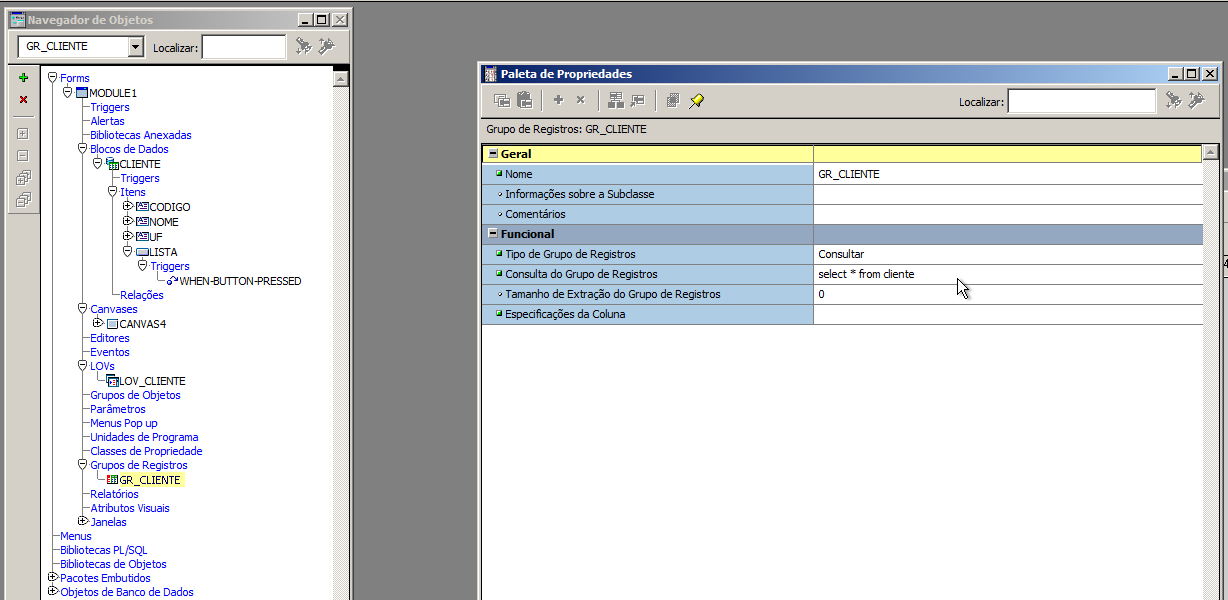 Navegador de Objetos
GR_CLIENTE
Localizar:
Forms
MODULE1
Triggers
Alertas
Bibliotecas Anexadas
Blocos de Dados
CLIENTE
Triggers
Itens
CODIGO
NOME
UF
LISTA
Triggers
WHEN-BUTTON-PRESSED
Relações
Canvases
CANVAS4
Editores
Eventos
LOVs
LOV_CLIENTE
Grupos de Objetos
Parâmetros
Menus Pop up
Unidades de Programa
Classes de Propriedade
Grupos de Registros
GR_CLIENTE
Relatórios
Atributos Visuais
Janelas
Menus
Bibliotecas PL/SQL
Bibliotecas de Objetos
Pacotes Embutidos
Objetos de Banco de Dados
Paleta de Propriedades
Localizar:
Grupo de Registros: GR_CLIENTE
Geral
Nome GR_CLIENTE
Informações sobre a Subclasse
Comentários
Funcional
Tipo de Grupo de Registros Consultar
Consulta do Grupo de Registros select * from cliente
Tamanho de Extração do Grupo de Registros 0
Especificações da Coluna